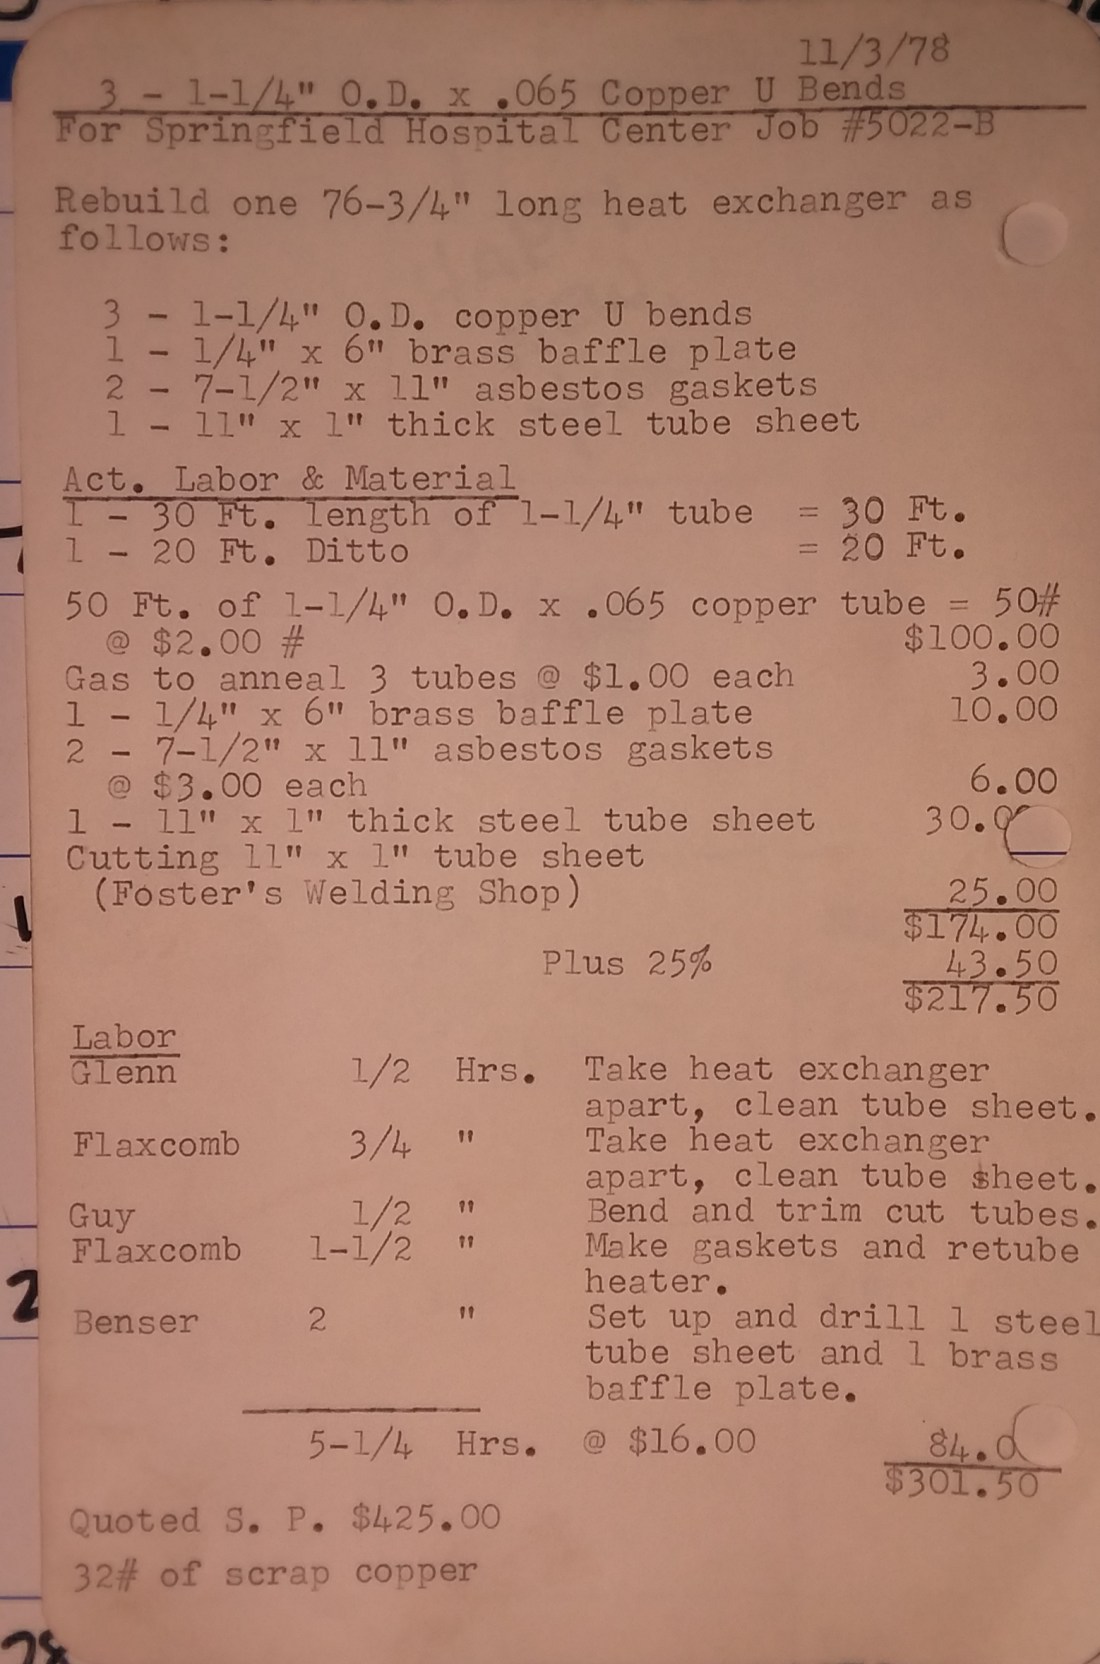 11/3/78
3 - 1-1/4" O.D. x .065 Copper U Bends
For Springfield Hospital Center Job #5022-B
Rebuild one 76-3/4" long heat exchanger as
follows:
3 - 1-1/4" O.D. copper U bends
1 - 1/4" x 6" brass baffle plate
2 - 7-1/2" x 11" asbestos gaskets
1 - 11" x 1" thick steel tube sheet
Act. Labor & Material
1 - 30 Ft. length of 1-1/4" tube = 30 Ft.
1 - 20 Ft. Ditto = 20 Ft.
50 Ft. of 1-1/4" O.D. x .065 copper tube = 50#
@ $2.00 # $100.00
Gas to anneal 3 tubes @ $1.00 each 3.00
1 - 1/4" x 6" brass baffle plate 10.00
2 - 7-1/2" x 11" asbestos gaskets
@ $3.00 each 6.00
1 - 11" x 1" thick steel tube sheet 30.0
Cutting 11" x 1" tube sheet
(Foster's Welding Shop) 25.00
$174.00
Plus 25% 43.50
$217.50
Labor
Glenn 1/2 Hrs. Take heat exchanger
apart, clean tube sheet.
Flaxcomb 3/4 " Take heat exchanger
apart, clean tube sheet.
Guy 1/2 " Bend and trim cut tubes.
Flaxcomb 1-1/2 " Make gaskets and retube
heater.
Benser 2 " Set up and drill 1 steel
tube sheet and 1 brass
baffle plate.
5-1/4 Hrs. @ $16.00 84.0
$301.50
Quoted S. P. $425.00
32# of scrap copper
2
28